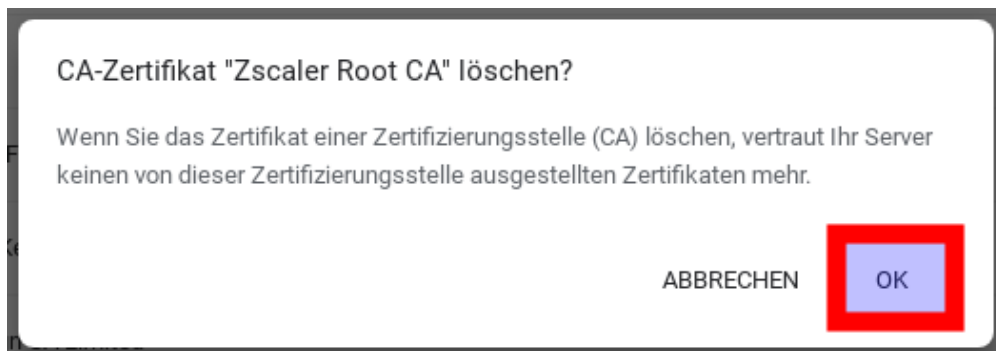 CA-Zertifikat "Zscaler Root CA" löschen?
Wenn Sie das Zertifikat einer Zertifizierungsstelle (CA) löschen, vertraut Ihr Server
keinen von dieser Zertifizierungsstelle ausgestellten Zertifikaten mehr.
ABBRECHEN OK